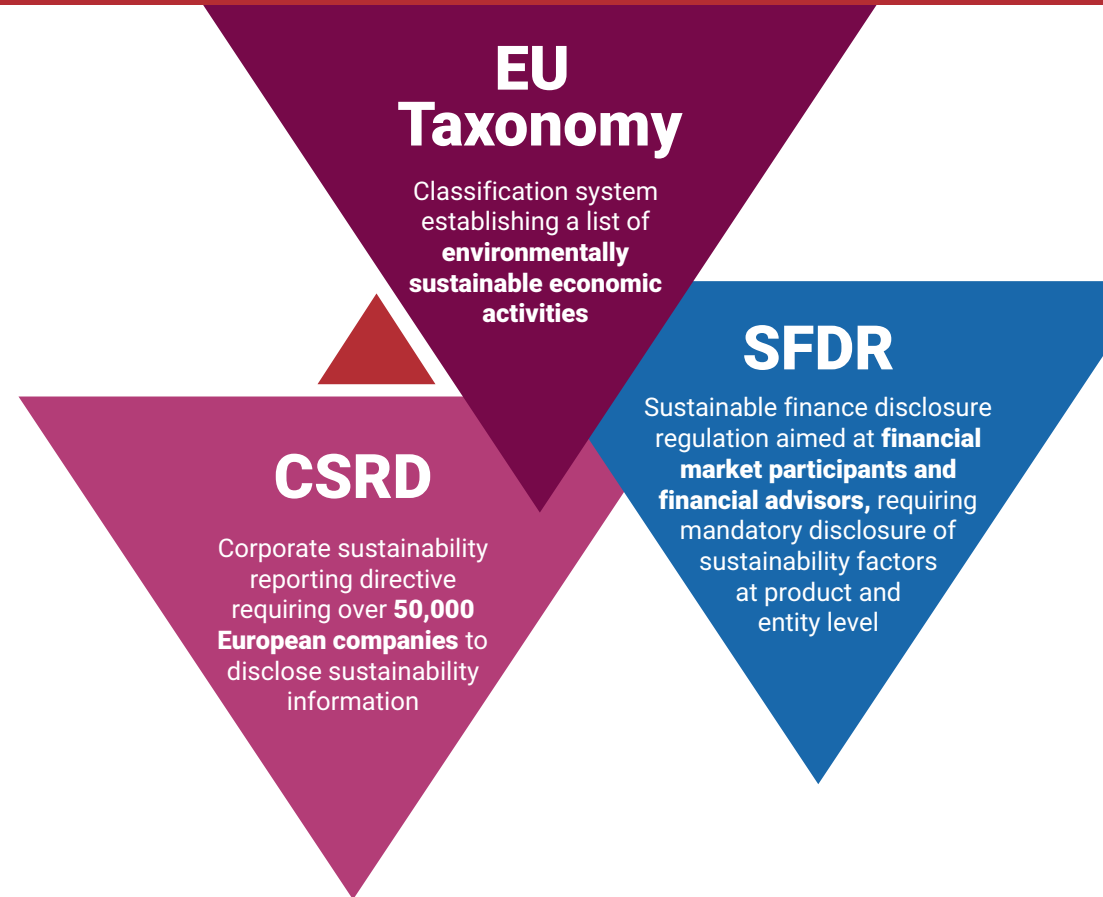 EU
Taxonomy
Classification system
establishing a list of
environmentally
sustainable economic
activities
SFDR
Sustainable finance disclosure
regulation aimed at financial
market participants and
financial advisors, requiring
mandatory disclosure of
sustainability factors
at product and
entity level
CSRD
Corporate sustainability
reporting directive
requiring over 50,000
European companies to
disclose sustainability
information